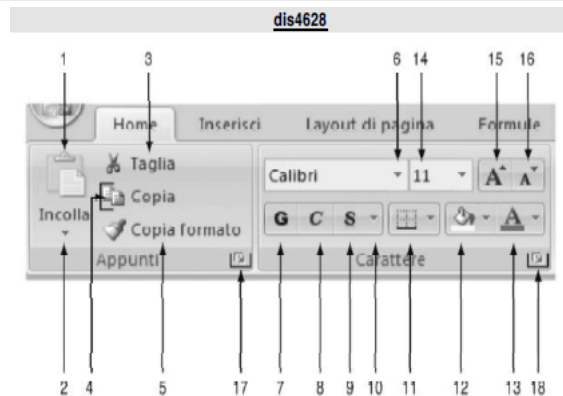 dis4628
1 3 6 14 15 16
Home Inserisci Layout di pagina Formule
Taglia
Calibri 11 A A
Copia
Incolla
G C S A
Copia formato
Appunti Carattere
2 4 5 17 7 8 9 10 11 12 13 18